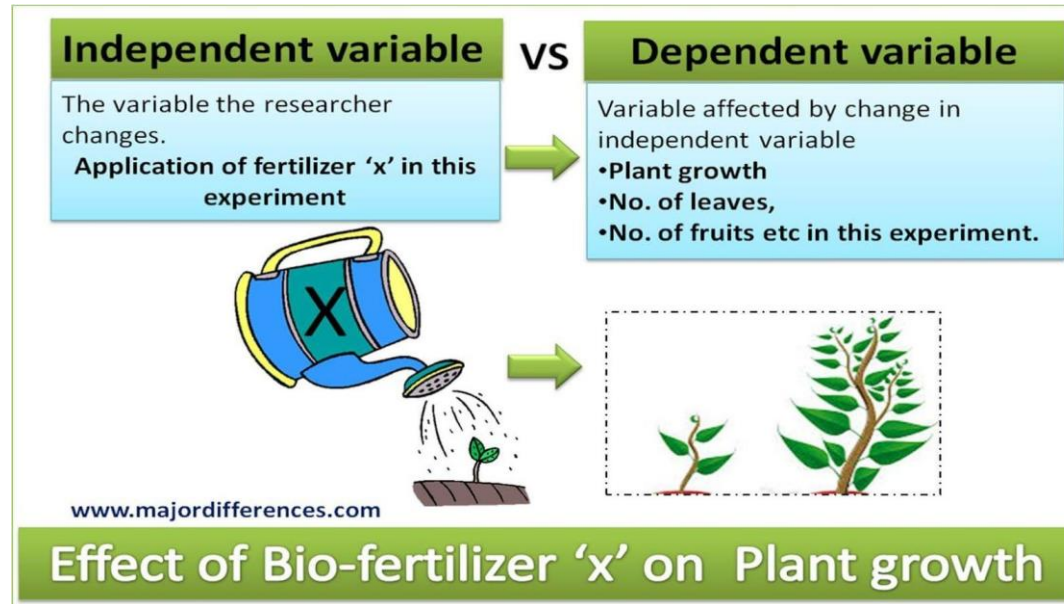 Independent variable
VS
Dependent variable
The variable the researcher
changes.
Application of fertilizer ‘x’ in this
experiment
Variable affected by change in
independent variable
•Plant growth
•No. of leaves,
•No. of fruits etc in this experiment.
X
www.majordifferences.com
Effect of Bio-fertilizer ‘x’ on Plant growth